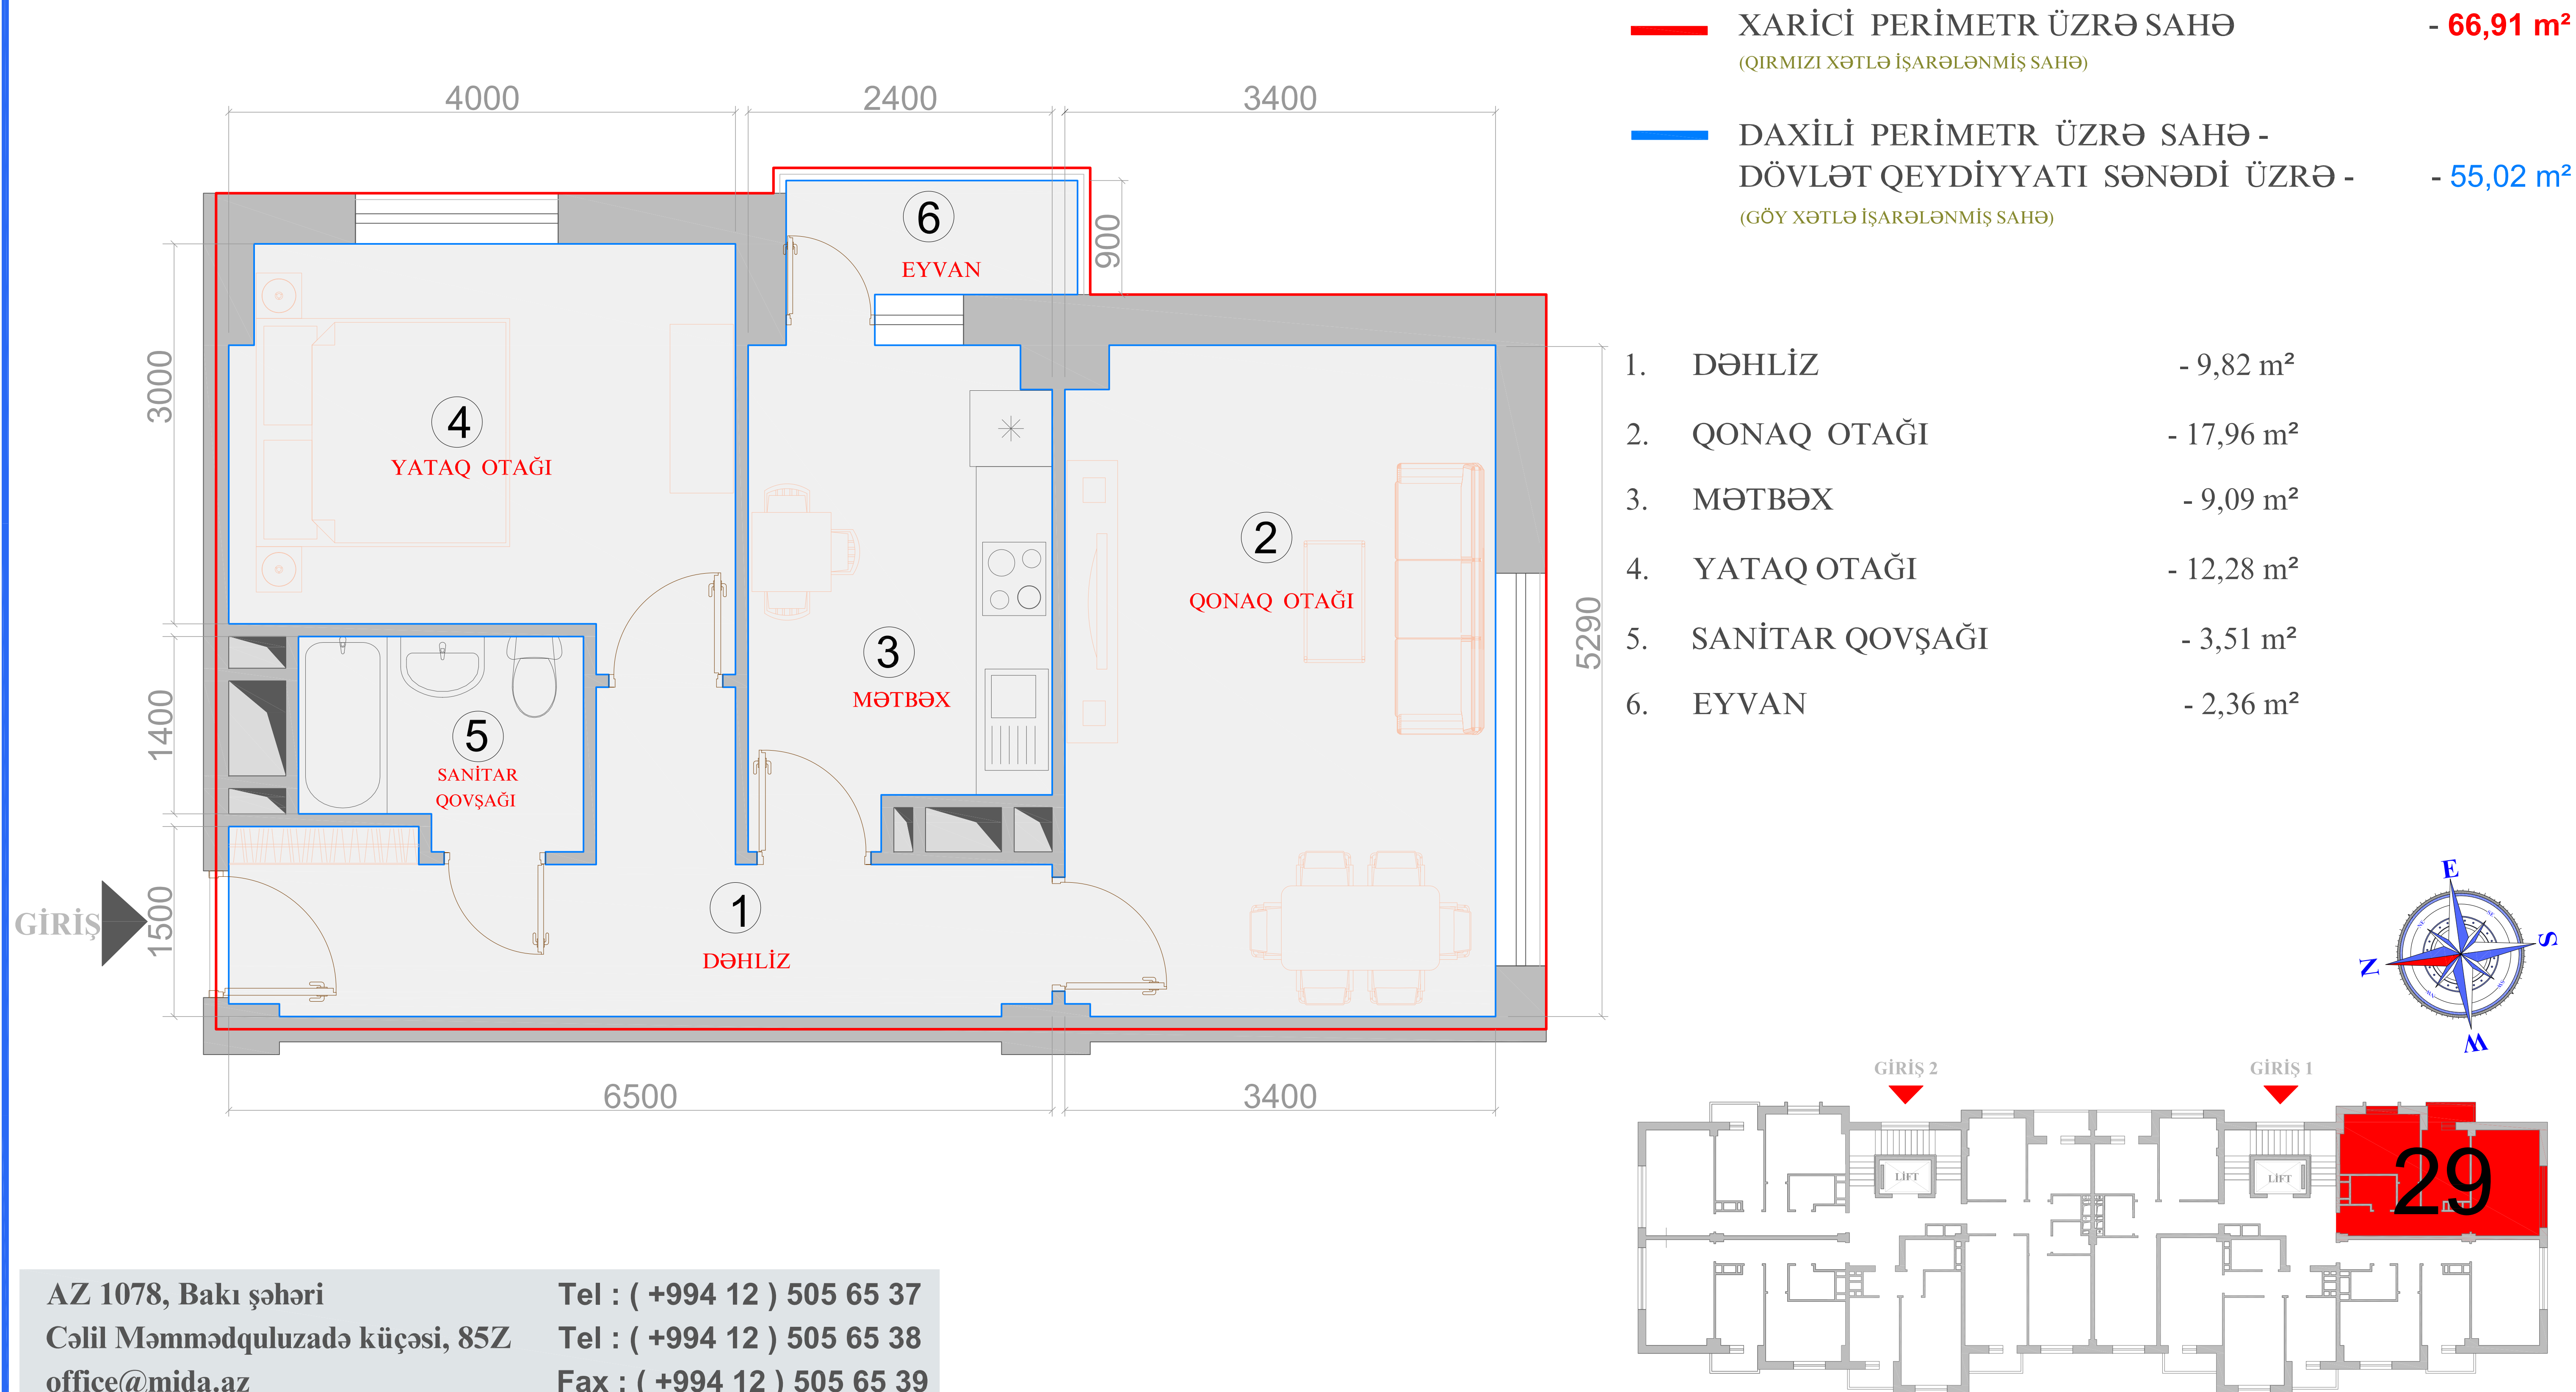 XARİCİ PERİMETR ÜZRƏ SAHƏ - 66,91 m²
(QIRMIZI XƏTLƏ İŞARƏLƏNMİŞ SAHƏ)
DAXİLİ PERİMETR ÜZRƏ SAHƏ -
DÖVLƏT QEYDİYYATI SƏNƏDİ ÜZRƏ - - 55,02 m²
(GÖY XƏTLƏ İŞARƏLƏNMİŞ SAHƏ)
4000 2400 3400
6
EYVAN
900
3000
4
YATAQ OTAĞI
2
QONAQ OTAĞI
5290
3
MƏTBƏX
1400
5
SANİTAR
QOVŞAĞI
GİRİŞ
1500
1
DƏHLİZ
6500 3400
1. DƏHLİZ - 9,82 m²
2. QONAQ OTAĞI - 17,96 m²
3. MƏTBƏX - 9,09 m²
4. YATAQ OTAĞI - 12,28 m²
5. SANİTAR QOVŞAĞI - 3,51 m²
6. EYVAN - 2,36 m²
E
S
N
W
GİRİŞ 2 GİRİŞ 1
LİFT LİFT
29
AZ 1078, Bakı şəhəri Tel : ( +994 12 ) 505 65 37
Cəlil Məmmədquluzadə küçəsi, 85Z Tel : ( +994 12 ) 505 65 38
office@mida.az Fax : ( +994 12 ) 505 65 39